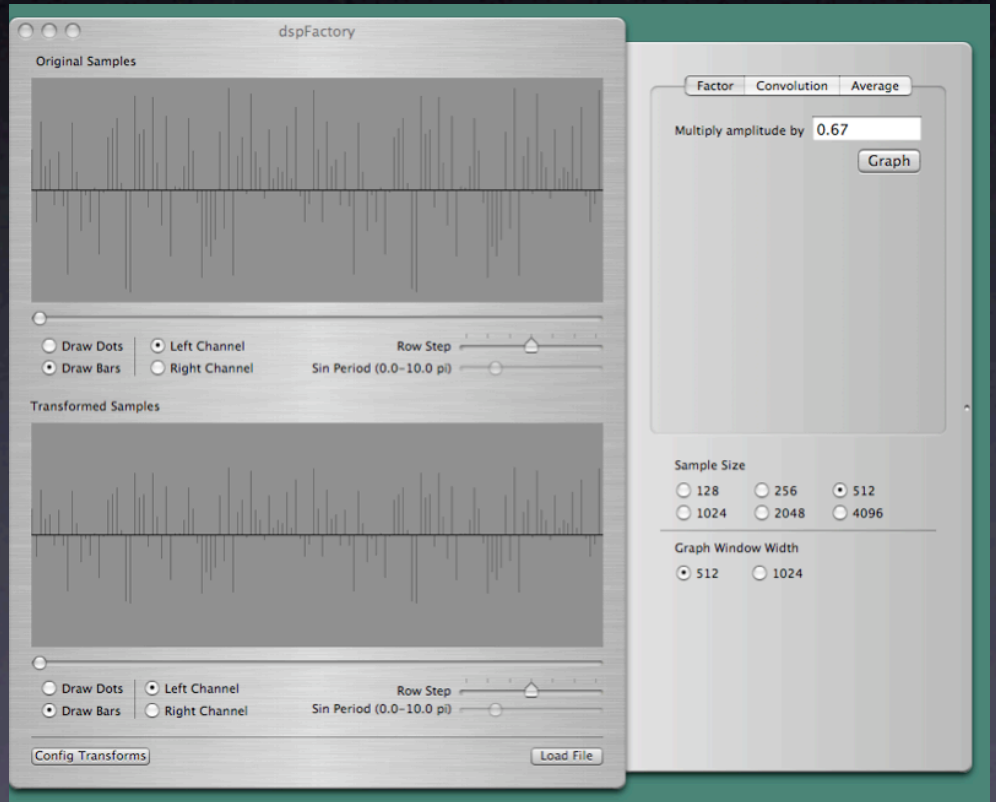 dspFactory
Original Samples
Draw Dots
Left Channel
Row Step
Draw Bars
Right Channel
Sin Period (0.0-10.0 pi)
Transformed Samples
Draw Dots
Left Channel
Row Step
Draw Bars
Right Channel
Sin Period (0.0-10.0 pi)
Config Transforms
Load File
Factor
Convolution
Average
Multiply amplitude by 0.67
Graph
Sample Size
128 256 512
1024 2048 4096
Graph Window Width
512 1024